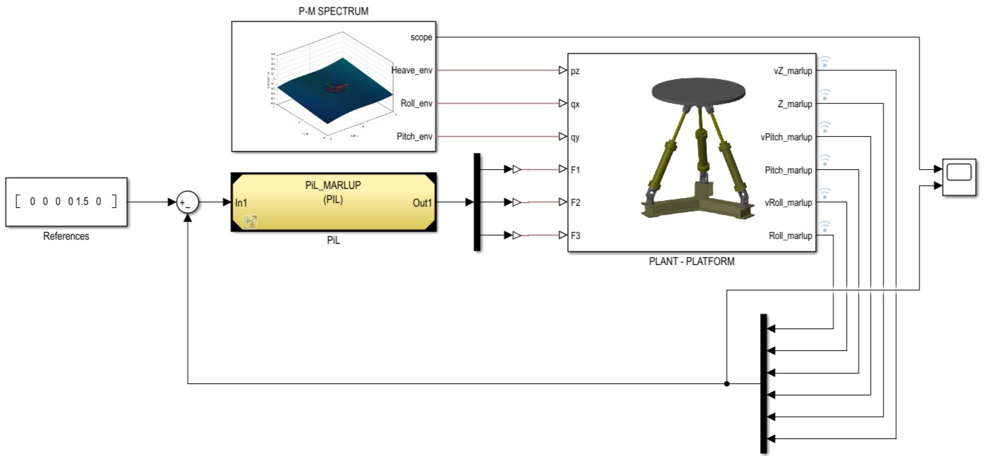 P-M SPECTRUM
scope
Heave_env
Roll_env
Pitch_env
pz
qx
qy
F1
F2
F3
vZ_marlup
Z_marlup
vPitch_marlup
Pitch_marlup
vRoll_marlup
Roll_marlup
PLANT - PLATFORM
[ 0 0 0 0 1.5 0 ]
References
+
-
In1
PiL_MARLUP
(PIL)
Out1
PiL